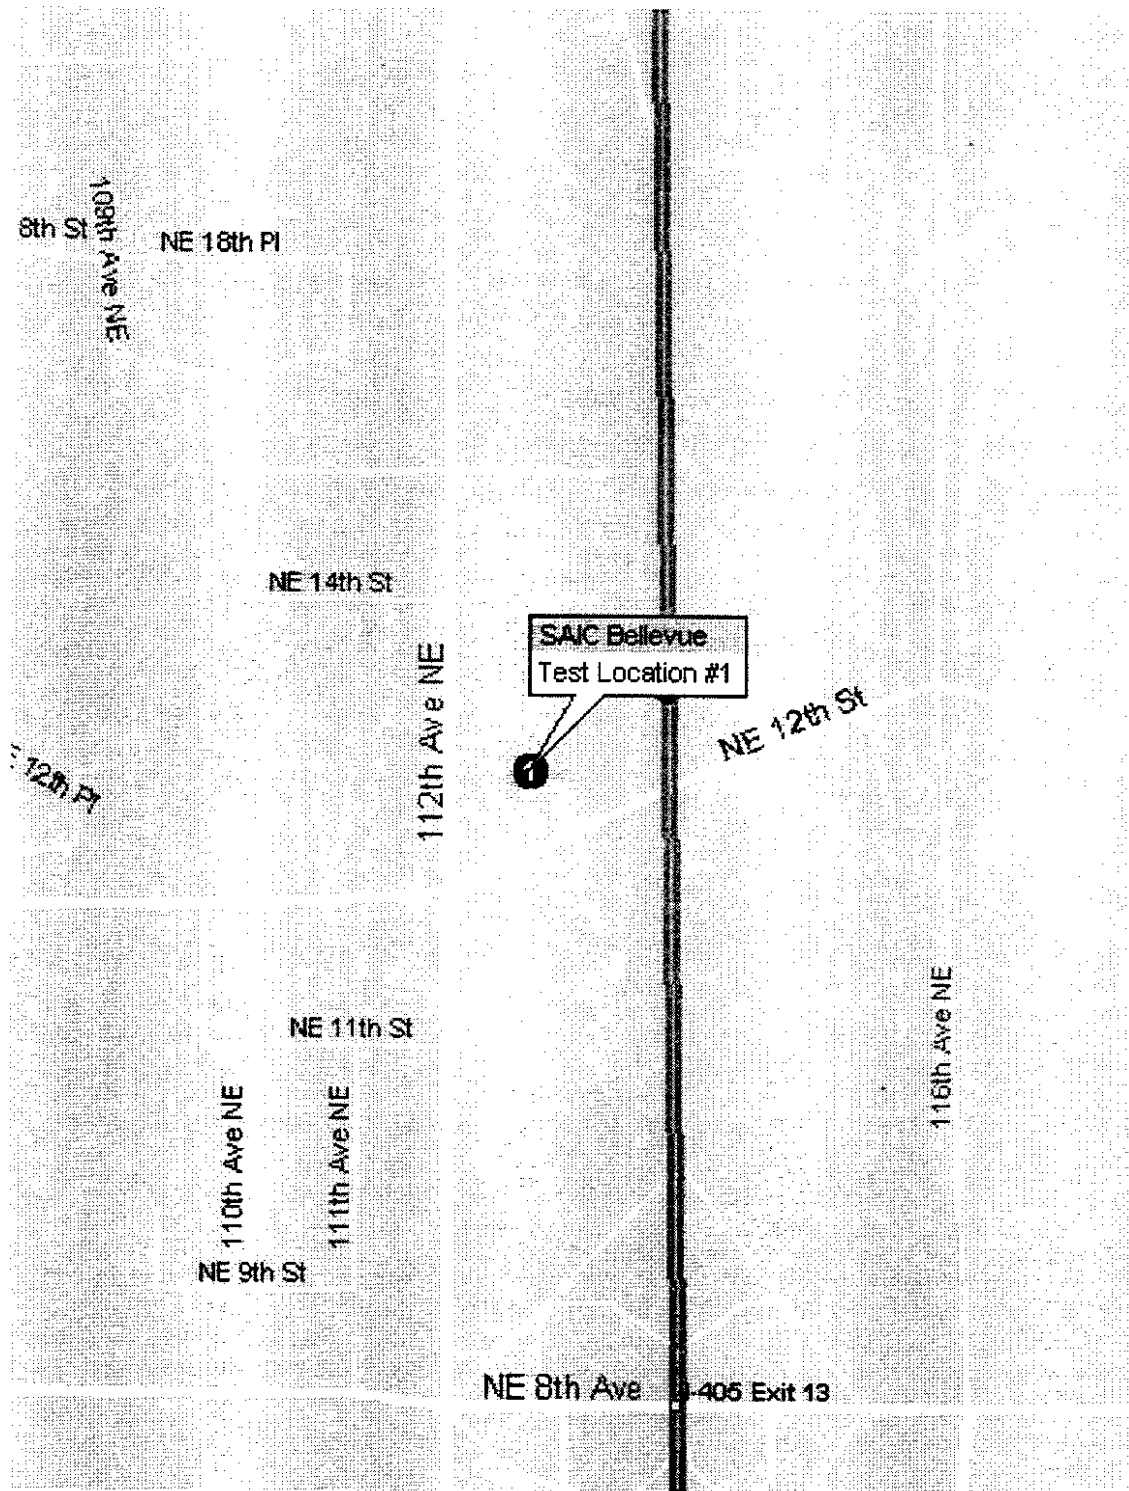 8th St
109th Ave NE
NE 18th Pl
NE 14th St
SAIC Bellevue
Test Location #1
112th Ave NE
NE 12th St
1
12th Pl
NE 11th St
116th Ave NE
110th Ave NE
111th Ave NE
NE 9th St
NE 8th Ave
I-405 Exit 13